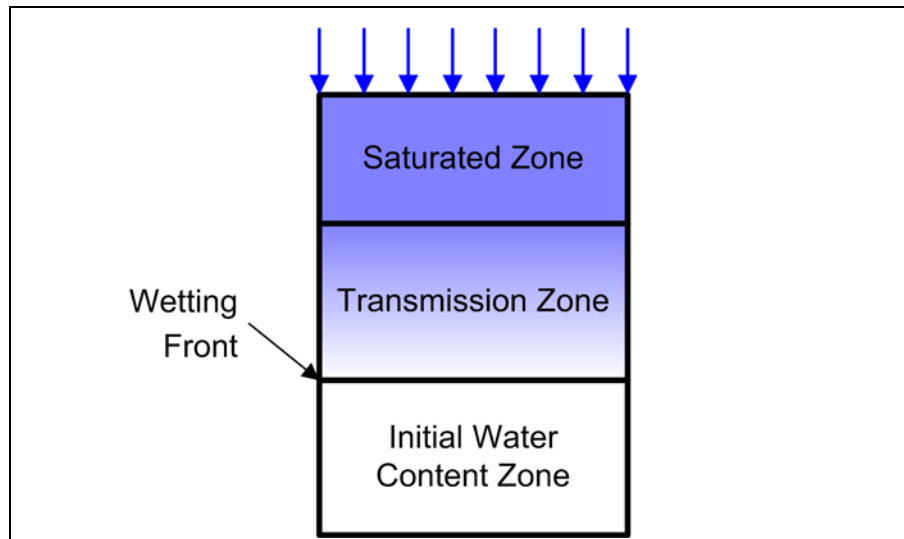 Saturated Zone
Transmission Zone
Wetting
Front
Initial Water
Content Zone